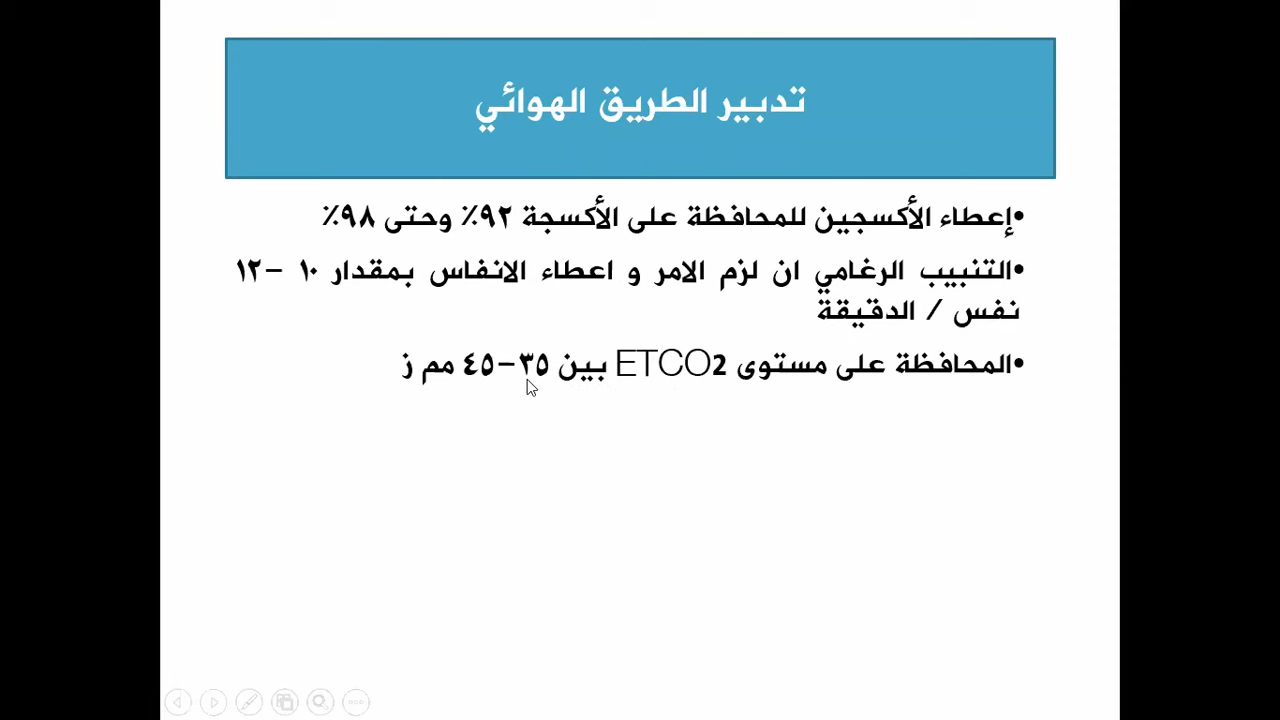 تدبير الطريق الهوائي
•إعطاء الأكسجين للمحافظة على الأكسجة ٩٢٪ وحتى ٩٨٪
•التنبيب الرغامي ان لزم الامر و اعطاء الانفاس بمقدار ١٠ –١٢
نفس / الدقيقة
•المحافظة على مستوى ETCO2 بين ٣٥–٤٥ مم ز